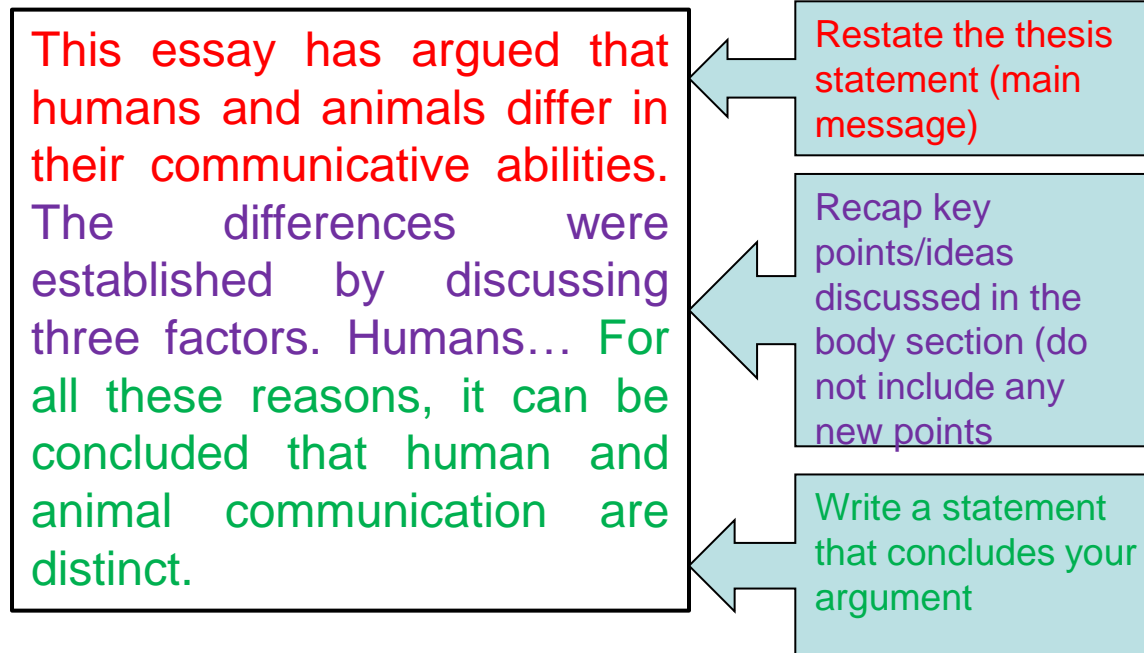 This essay has argued that
humans and animals differ in
their communicative abilities.
The differences were
established by discussing
three factors. Humans… For
all these reasons, it can be
concluded that human and
animal communication are
distinct.
Restate the thesis
statement (main
message)
Recap key
points/ideas
discussed in the
body section (do
not include any
new points
Write a statement
that concludes your
argument